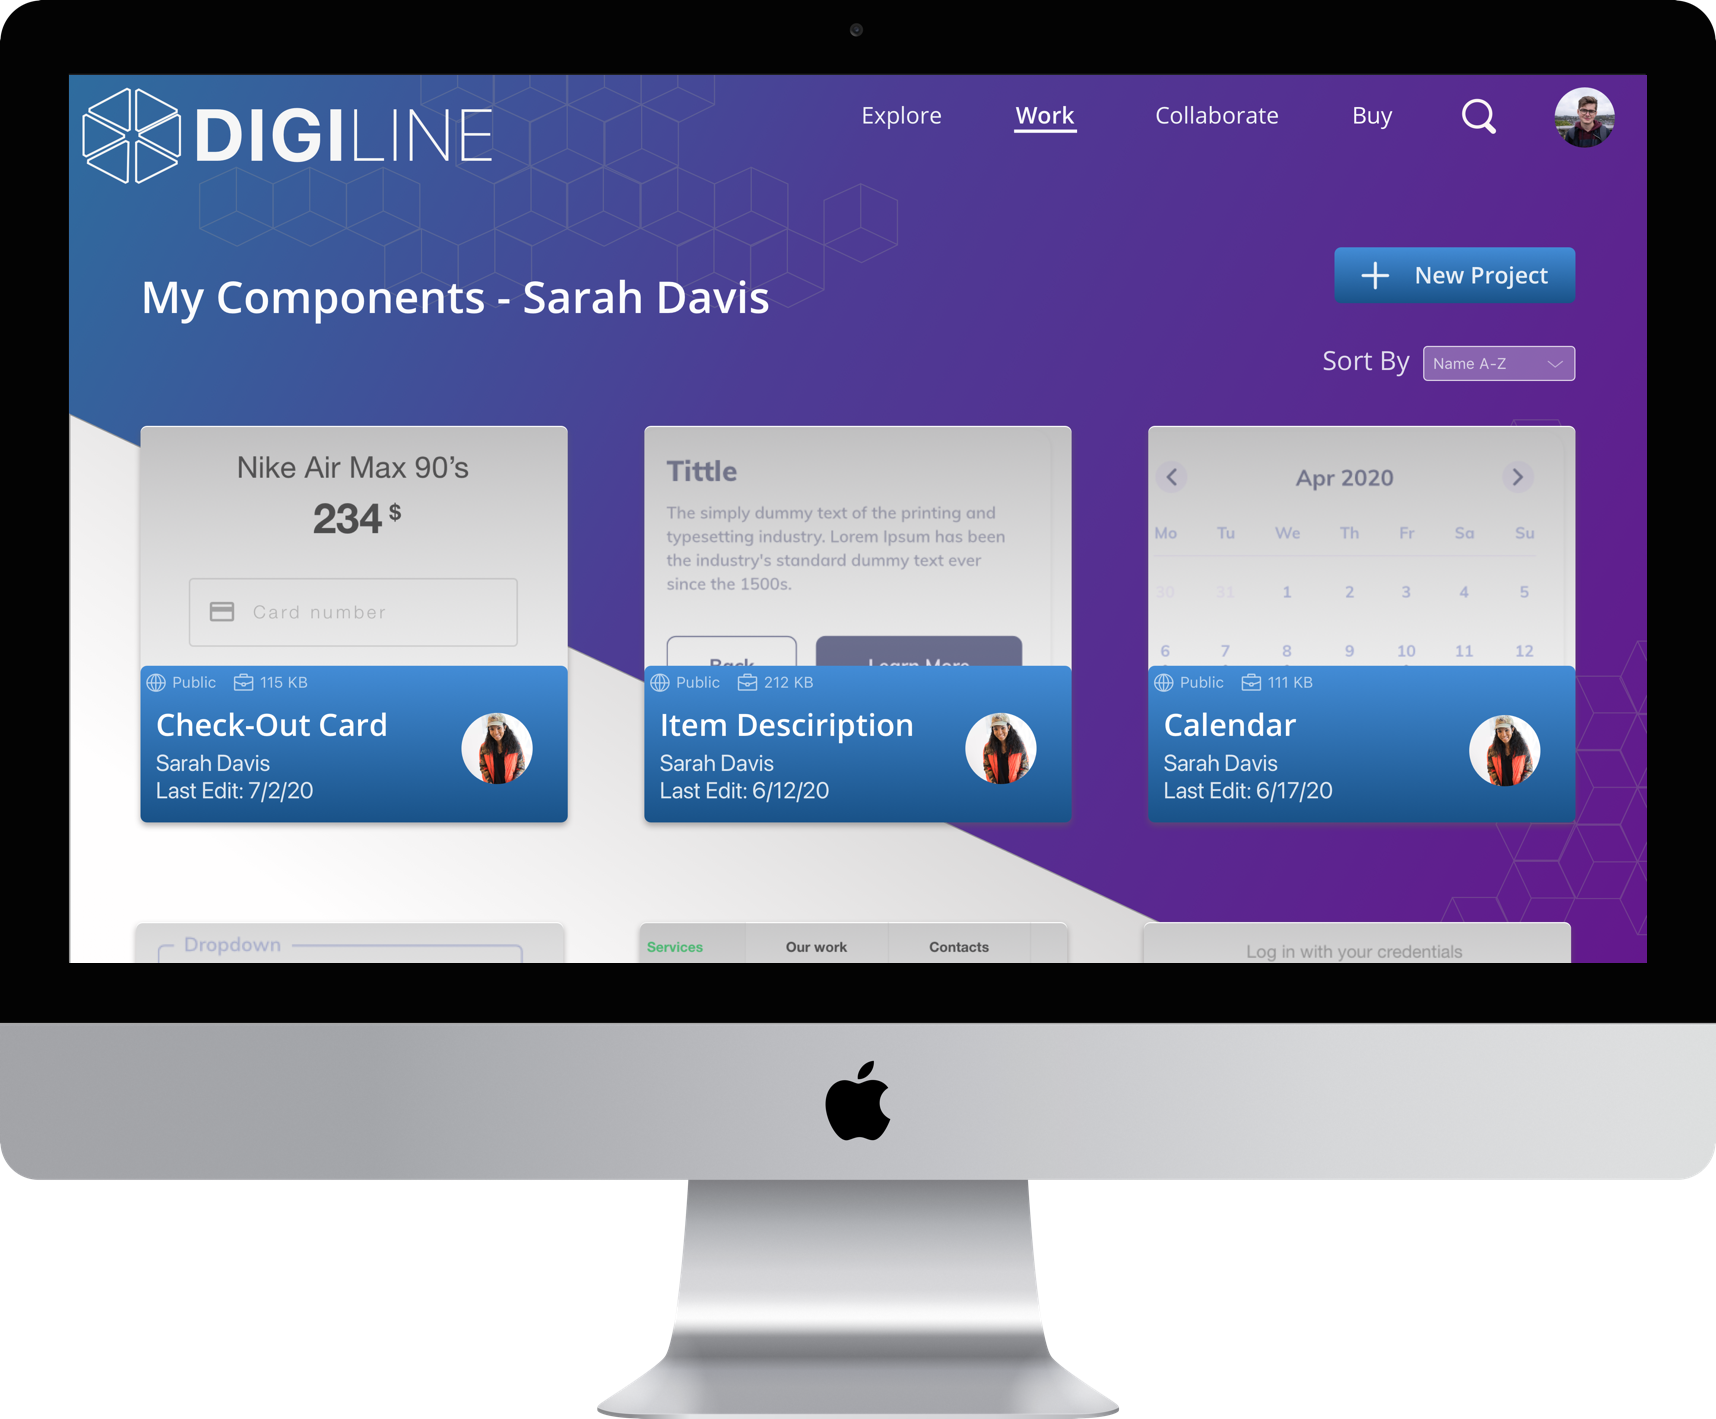 DIGILINE
Explore
Work
Collaborate
Buy
My Components - Sarah Davis
New Project
Sort By
Name A-Z
Nike Air Max 90's
234 $
Card number
Public
115 KB
Check-Out Card
Sarah Davis
Last Edit: 7/2/20
Tittle
The simply dummy text of the printing and
typesetting industry. Lorem Ipsum has been
the industry's standard dummy text ever
since the 1500s.
Back
Learn More
Public
212 KB
Item Desciription
Sarah Davis
Last Edit: 6/12/20
Apr 2020
Mo Tu We Th Fr Sa Su
30 31 1 2 3 4 5
6 7 8 9 10 11 12
Public
111 KB
Calendar
Sarah Davis
Last Edit: 6/17/20
Dropdown
Services
Our work
Contacts
Log in with your credentials